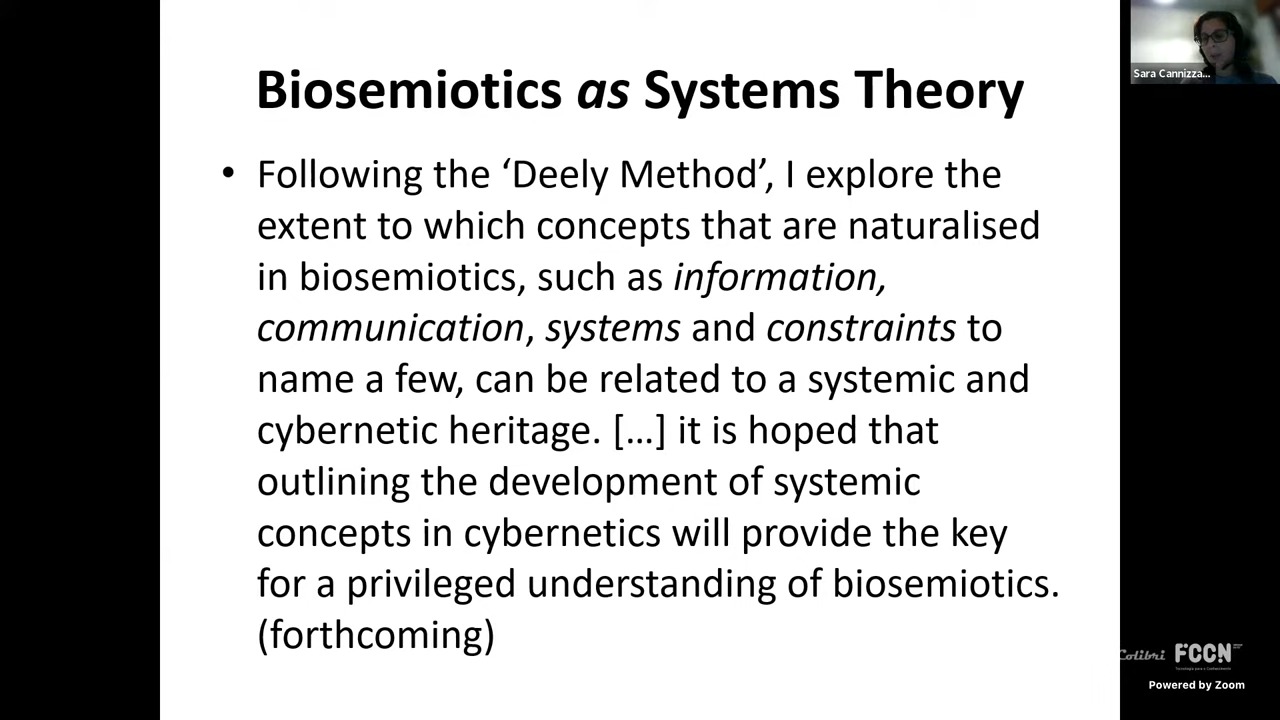 Biosemiotics as Systems Theory
• Following the ‘Deely Method’, I explore the
extent to which concepts that are naturalised
in biosemiotics, such as information,
communication, systems and constraints to
name a few, can be related to a systemic and
cybernetic heritage. […] it is hoped that
outlining the development of systemic
concepts in cybernetics will provide the key
for a privileged understanding of biosemiotics.
(forthcoming)
Sara Cannizza...
Colibri FCCN
Powered by Zoom